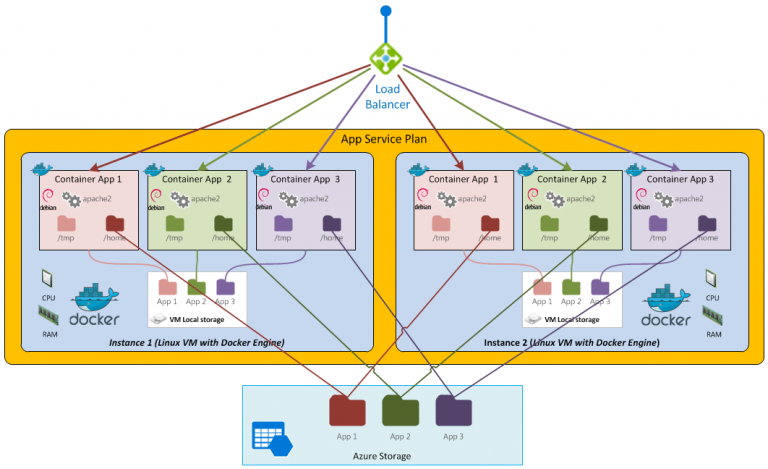 Load
Balancer
App Service Plan
Container App 1
debian
apache2
/tmp
/home
Container App 2
debian
apache2
/tmp
/home
Container App 3
debian
apache2
/tmp
/home
App 1
App 2
App 3
VM Local storage
CPU
RAM
docker
Instance 1 (Linux VM with Docker Engine)
Container App 1
debian
apache2
/tmp
/home
Container App 2
debian
apache2
/tmp
/home
Container App 3
debian
apache2
/tmp
/home
App 1
App 2
App 3
VM Local storage
docker
CPU
RAM
Instance 2 (Linux VM with Docker Engine)
App 1
App 2
App 3
Azure Storage